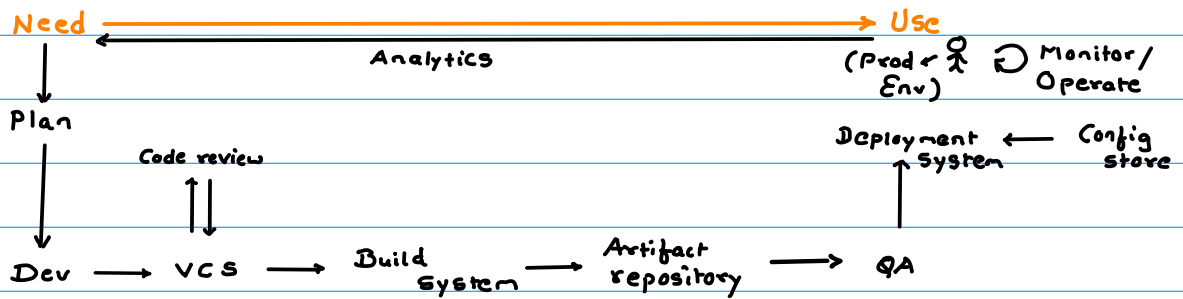 Need
Use
Analytics
(Prod
Env)
Monitor/
Operate
Plan
Code review
Deployment
system
Config
store
Dev
VCS
Build
system
Artifact
repository
QA